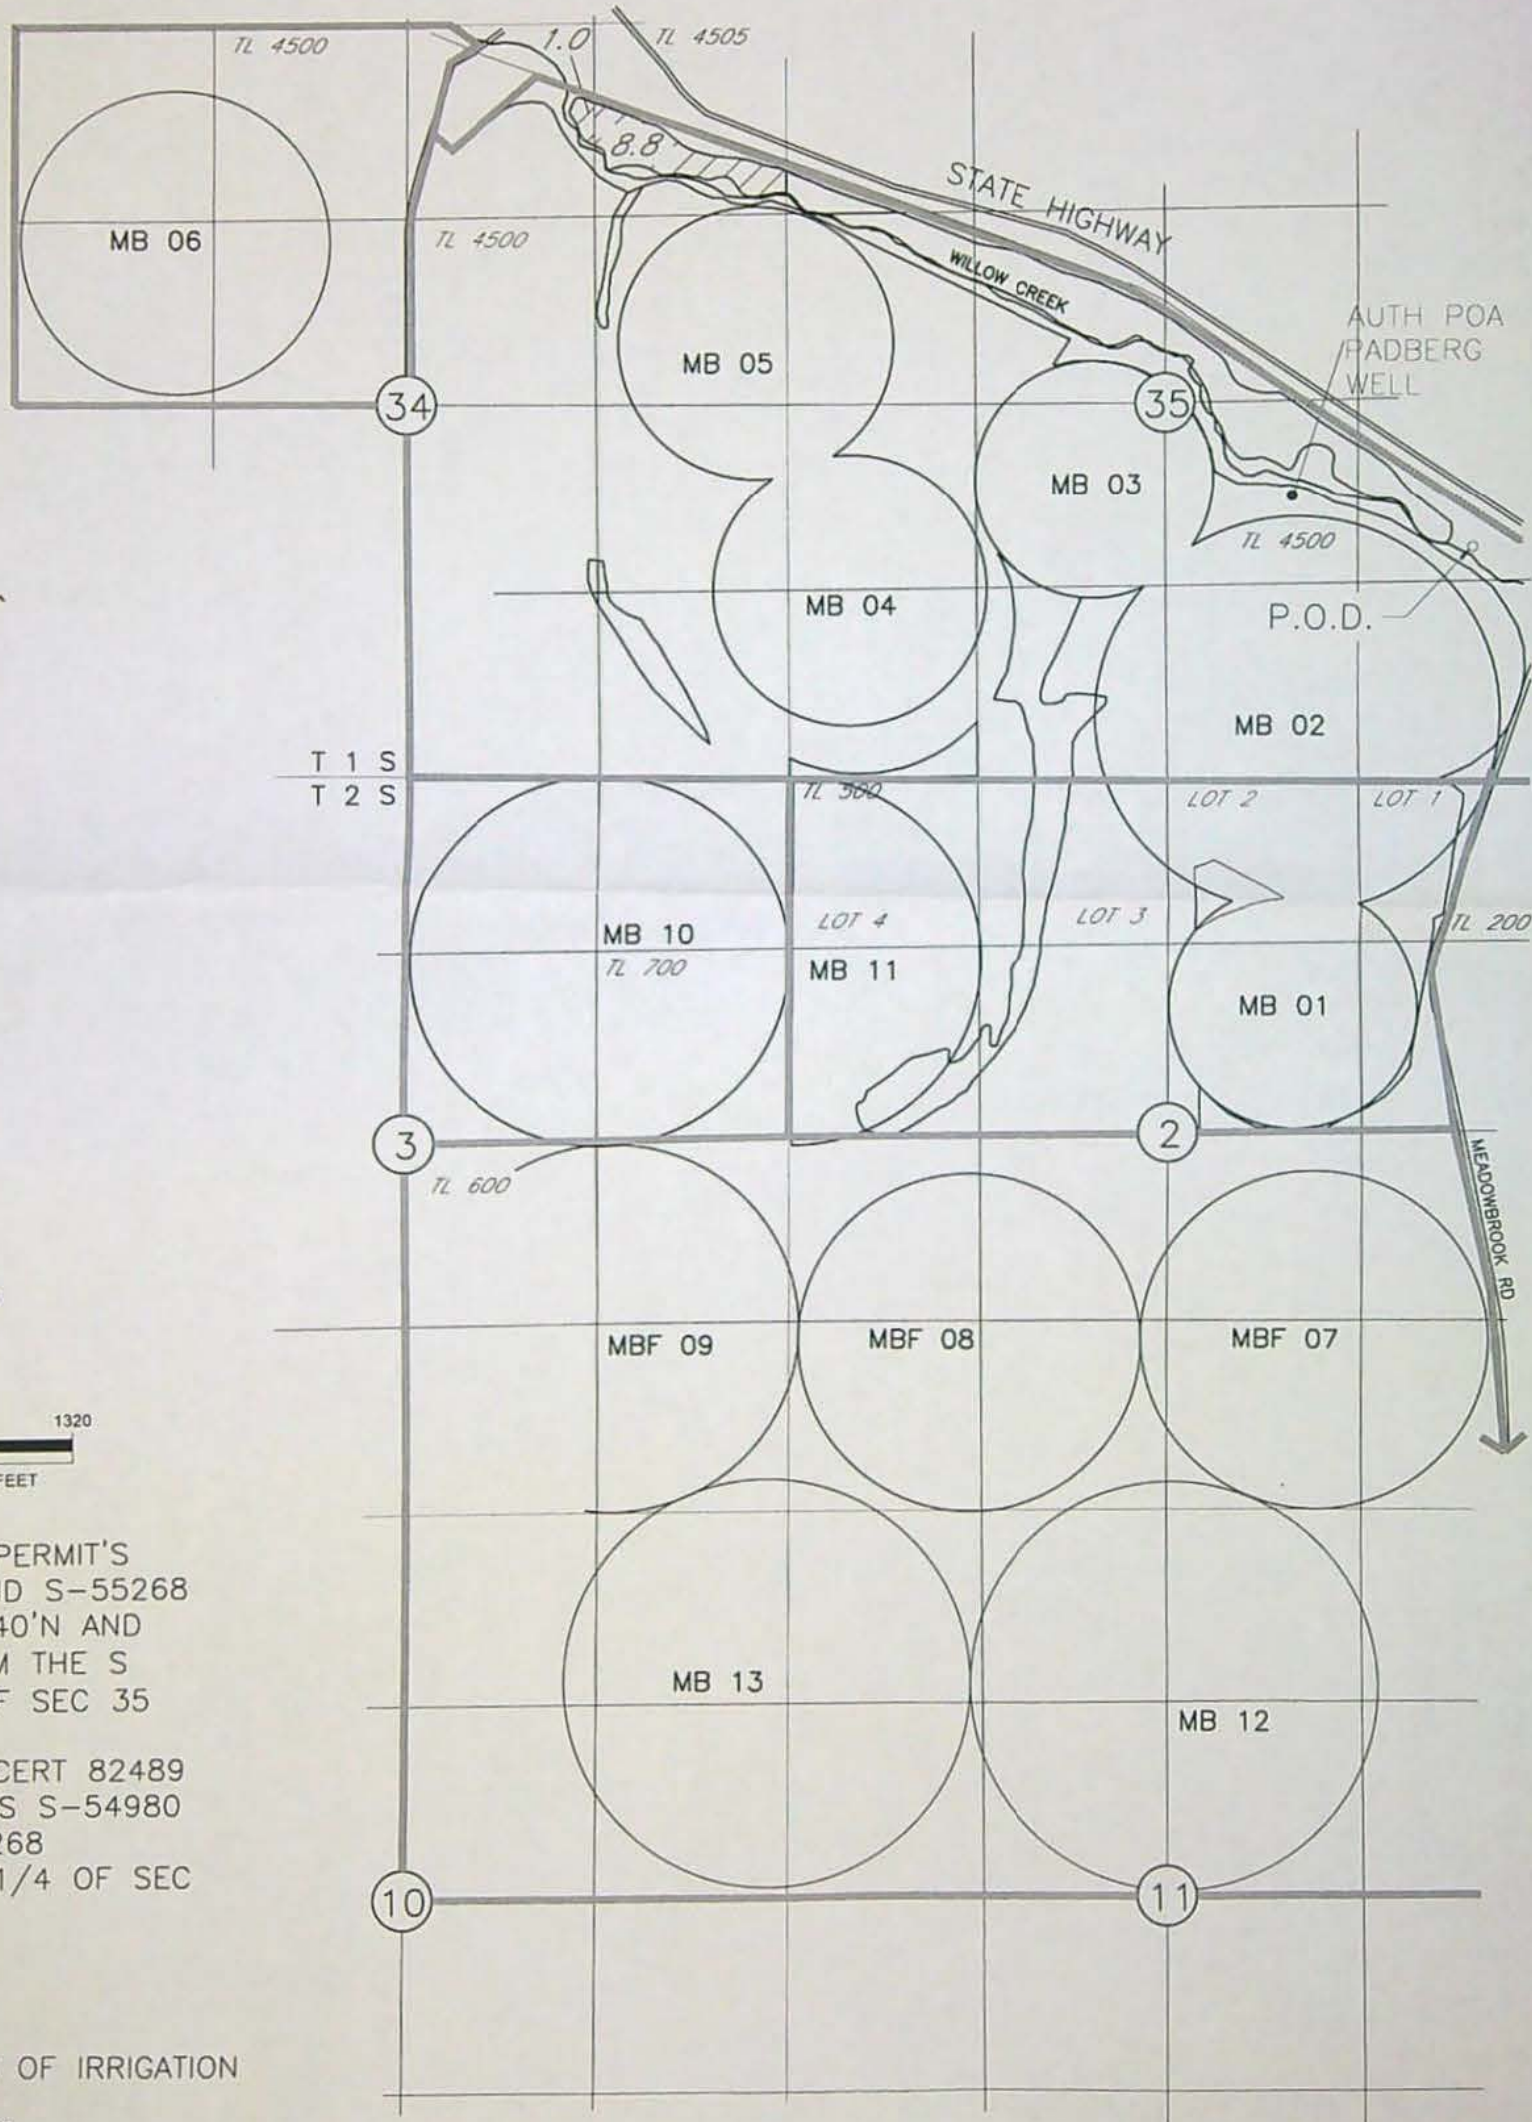 TL 4500
1.0
TL 4505
8.8
STATE HIGHWAY
MB 06
TL 4500
WILLOW CREEK
AUTH POA
PADBERG
WELL
MB 05
34
35
MB 03
TL 4500
MB 04
P.O.D.
MB 02
T 1 S
T 2 S
TL 500
LOT 2
LOT 1
LOT 4
LOT 3
TL 200
MB 10
TL 700
MB 11
MB 01
3
2
TL 600
MEADOWBROOK RD
MBF 09
MBF 08
MBF 07
1320
FEET
PERMIT'S
D S-55268
40'N AND
M THE S
F SEC 35
MB 13
MB 12
CERT 82489
S S-54980
268
1/4 OF SEC
10
11
OF IRRIGATION